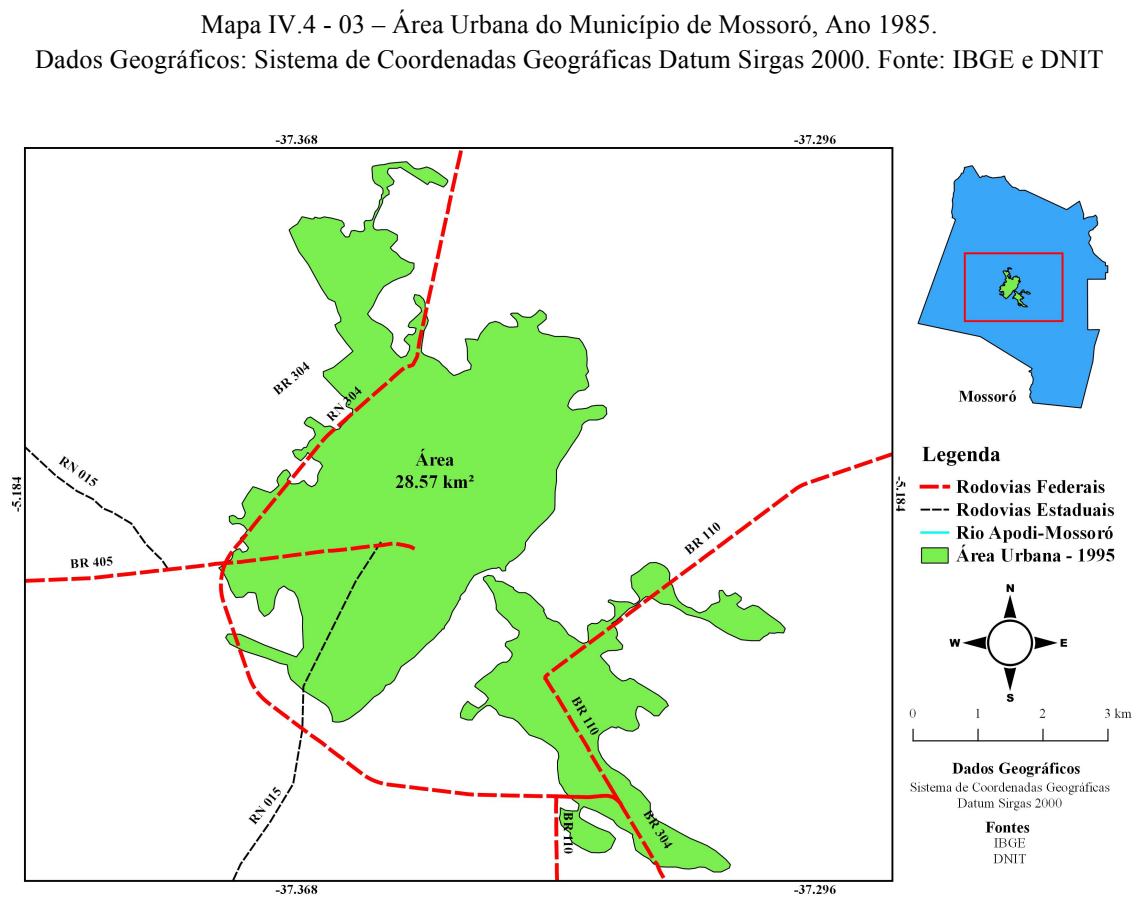 Mapa IV.4 - 03 – Área Urbana do Município de Mossoró, Ano 1985.
Dados Geográficos: Sistema de Coordenadas Geográficas Datum Sirgas 2000. Fonte: IBGE e DNIT
-37.368
-37.296
BR 304
RN 304
Área
28.57 km²
RN 015
-5.184
-5.184
BR 405
BR 110
BR 110
RN 015
BR 110
BR 304
-37.368
-37.296
Mossoró
Legenda
Rodovias Federais
Rodovias Estaduais
Rio Apodi-Mossoró
Área Urbana - 1995
N
W
E
S
0 1 2 3 km
Dados Geográficos
Sistema de Coordenadas Geográficas
Datum Sirgas 2000
Fontes
IBGE
DNIT